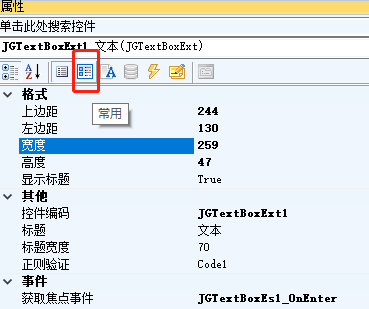 属性
单击此处搜索控件
JGTextBoxExt1 文本(JGTextBoxExt)
常用
格式
上边距 244
左边距 130
宽度 259
高度 47
显示标题 True
其他
控件编码 JGTextBoxExt1
标题 文本
标题宽度 70
正则验证 Code1
事件
获取焦点事件 JGTextBoxEs1_OnEnter